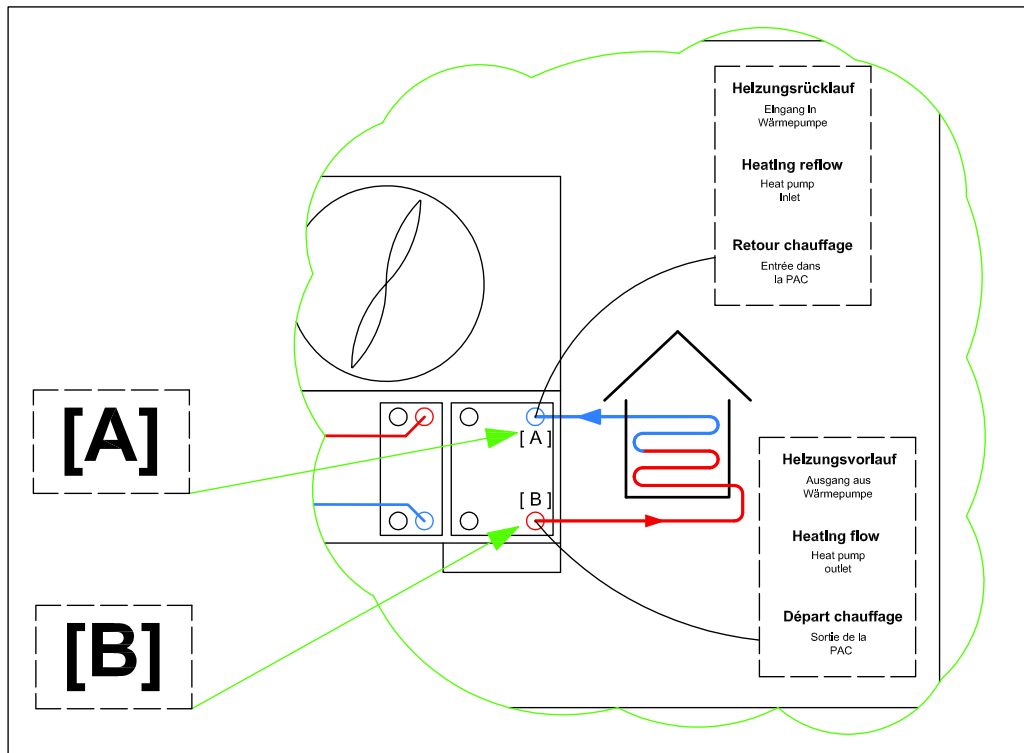 Heizungsrücklauf
Eingang in
Wärmepumpe
Heating reflow
Heat pump
Inlet
Retour chauffage
Entrée dans
la PAC
[A]
[ A ]
[ B ]
[B]
Heizungsvorlauf
Ausgang aus
Wärmepumpe
Heating flow
Heat pump
outlet
Départ chauffage
Sortie de la
PAC